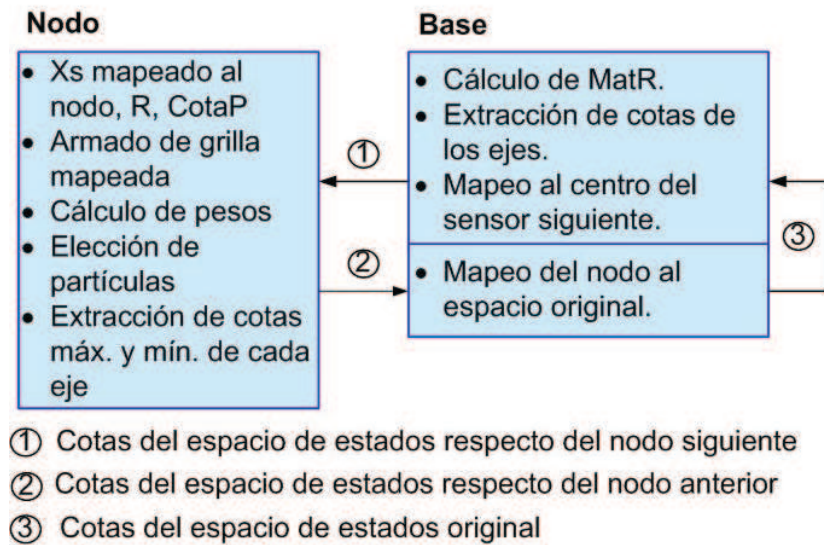 Nodo
• Xs mapeado al
nodo, R, CotaP
• Armado de grilla
mapeada
• Cálculo de pesos
• Elección de
partículas
• Extracción de cotas
máx. y mín. de cada
eje
①
②
Base
• Cálculo de MatR.
• Extracción de cotas de
los ejes.
• Mapeo al centro del
sensor siguiente.
• Mapeo del nodo al
espacio original.
③
① Cotas del espacio de estados respecto del nodo siguiente
② Cotas del espacio de estados respecto del nodo anterior
③ Cotas del espacio de estados original